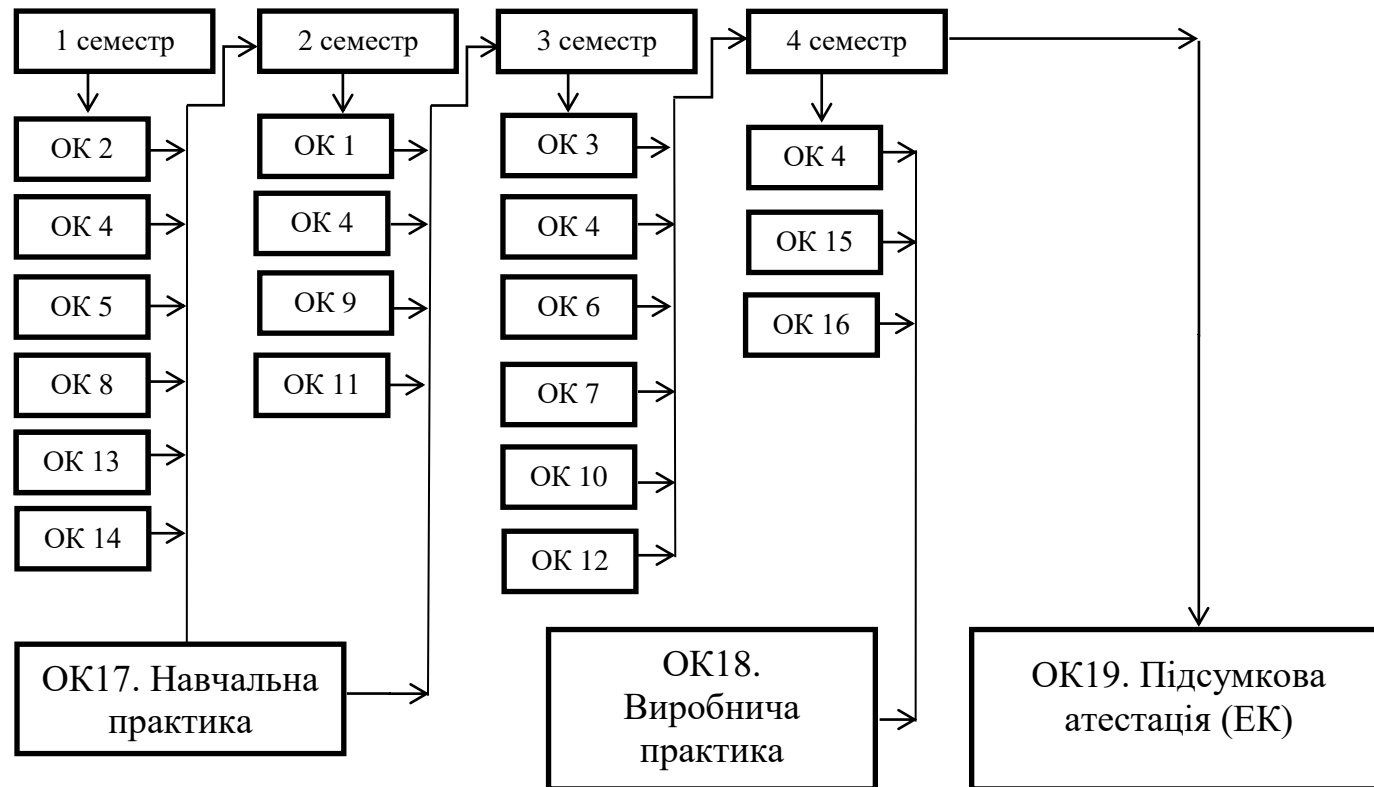 1 семестр
2 семестр
3 семестр
4 семестр
ОК 2
ОК 4
ОК 5
ОК 8
ОК 13
ОК 14
ОК 1
ОК 4
ОК 9
ОК 11
ОК 3
ОК 4
ОК 6
ОК 7
ОК 10
ОК 12
ОК 4
ОК 15
ОК 16
ОК17. Навчальна
практика
ОК18.
Виробнича
практика
ОК19. Підсумкова
атестація (ЕК)